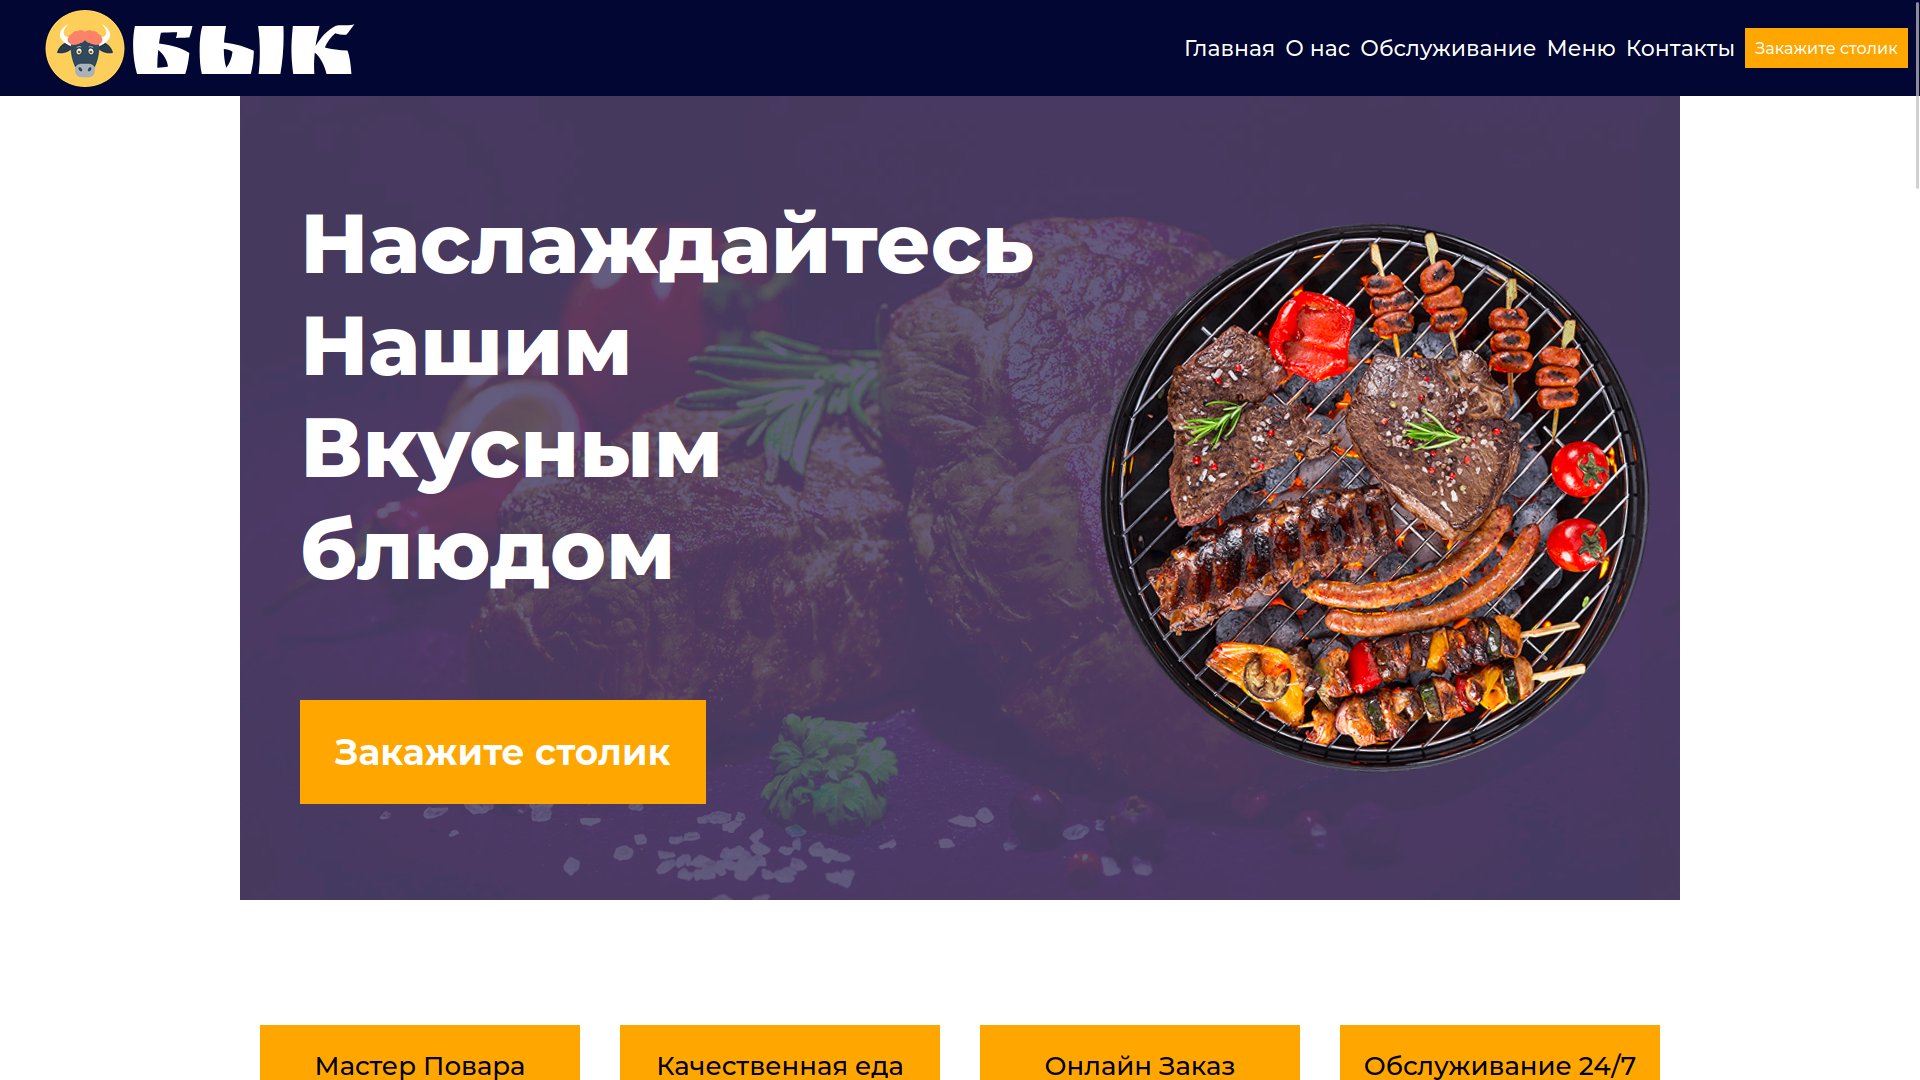 БЫК
Главная О нас Обслуживание Меню Контакты Закажите столик
Наслаждайтесь
Нашим
Вкусным
блюдом
Закажите столик
Мастер Повара
Качественная еда
Онлайн Заказ
Обслуживание 24/7